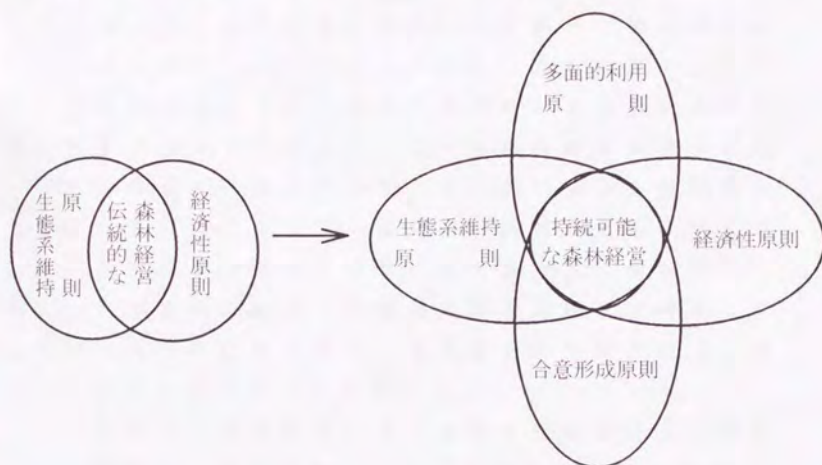 生態系維持
原則
伝統的な
森林経営
経済性原則
多面的利用
原則
生態系維持
原則
持続可能
な森林経営
経済性原則
合意形成原則